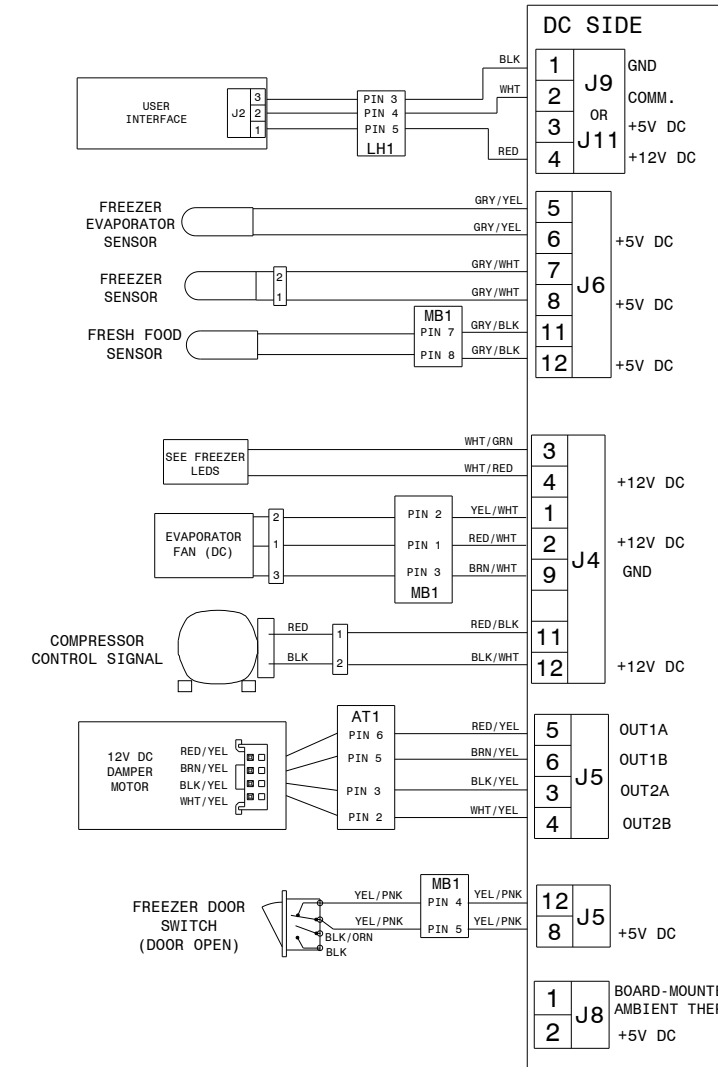 DC SIDE
BLK
1
GND
J9
WHT
2
COMM.
OR
3
+5V DC
J11
RED
4
+12V DC
USER
INTERFACE
J2
3
2
1
PIN 3
PIN 4
PIN 5
LH1
FREEZER
EVAPORATOR
SENSOR
GRY/YEL
5
GRY/YEL
6
+5V DC
FREEZER
SENSOR
2
1
GRY/WHT
7
J6
GRY/WHT
8
+5V DC
FRESH FOOD
SENSOR
MB1
PIN 7
GRY/BLK
11
PIN 8
GRY/BLK
12
+5V DC
SEE FREEZER
LEDS
WHT/GRN
3
WHT/RED
4
+12V DC
EVAPORATOR
FAN (DC)
2
1
3
PIN 2
YEL/WHT
1
PIN 1
RED/WHT
2
+12V DC
J4
PIN 3
BRN/WHT
9
GND
MB1
COMPRESSOR
CONTROL SIGNAL
RED
1
RED/BLK
11
BLK
2
BLK/WHT
12
+12V DC
12V DC
DAMPER
MOTOR
RED/YEL
BRN/YEL
BLK/YEL
WHT/YEL
AT1
PIN 6
RED/YEL
5
OUT1A
PIN 5
BRN/YEL
6
OUT1B
J5
PIN 3
BLK/YEL
3
OUT2A
PIN 2
WHT/YEL
4
OUT2B
FREEZER DOOR
SWITCH
(DOOR OPEN)
YEL/PNK
YEL/PNK
BLK/ORN
BLK
MB1
PIN 4
YEL/PNK
12
J5
PIN 5
YEL/PNK
8
+5V DC
1
BOARD-MOUNTE
AMBIENT THER
J8
2
+5V DC